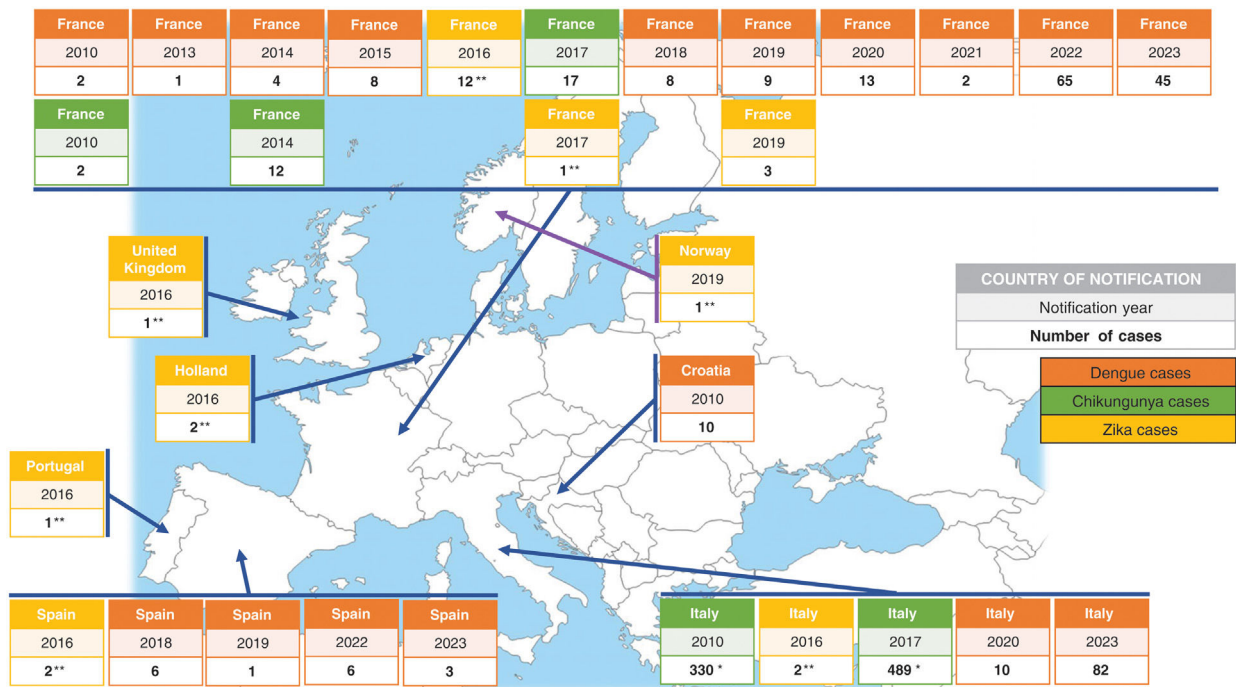 France France France France France France France France France France France France
2010 2013 2014 2015 2016 2017 2018 2019 2020 2021 2022 2023
2 1 4 8 12** 17 8 9 13 2 65 45
France France France France
2010 2014 2017 2019
2 12 1** 3
United
Kingdom
2016
1**
Norway
2019
1**
COUNTRY OF NOTIFICATION
Notification year
Number of cases
Holland
2016
2**
Croatia
2010
10
Dengue cases
Chikungunya cases
Zika cases
Portugal
2016
1**
Spain Spain Spain Spain Spain
2016 2018 2019 2022 2023
2** 6 1 6 3
Italy Italy Italy Italy Italy
2010 2016 2017 2020 2023
330 * 2** 489 * 10 82